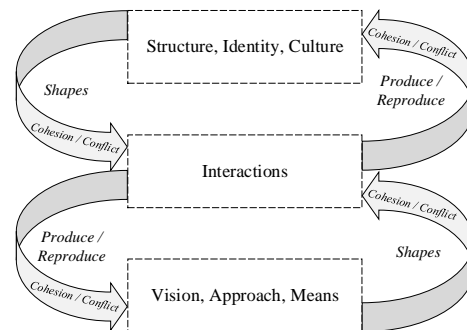 Cohesion / Conflict
Structure, Identity, Culture
Shapes
Produce /
Reproduce
Cohesion / Conflict
Interactions
Cohesion / Conflict
Produce /
Reproduce
Shapes
Cohesion / Conflict
Vision, Approach, Means